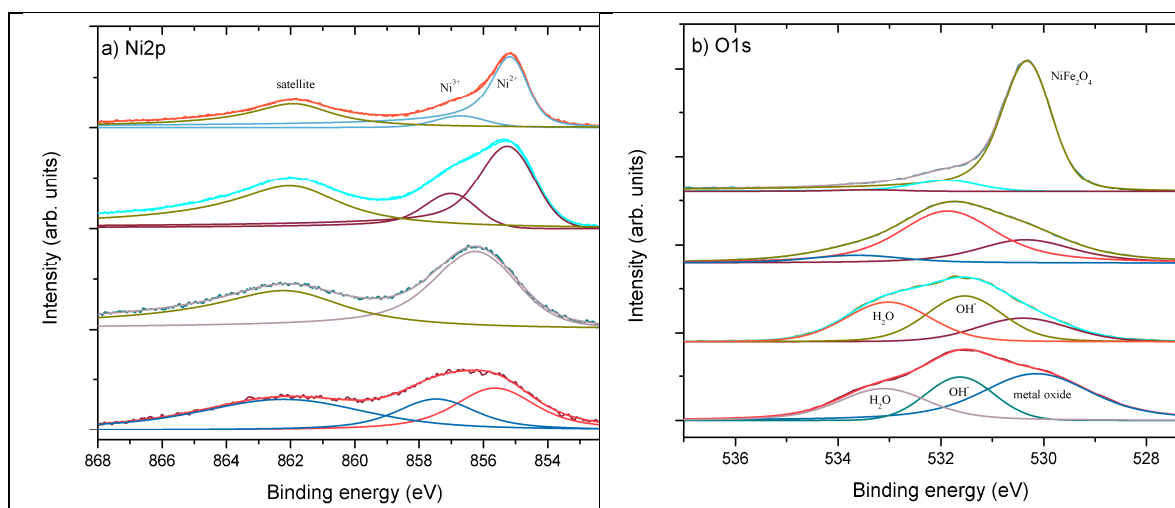 a) Ni2p
satellite
Ni3+
Ni2+
Intensity (arb. units)
868 866 864 862 860 858 856 854
Binding energy (eV)
b) O1s
NiFe2O4
H2O
OH-
H2O
OH-
metal oxide
Intensity (arb. units)
536 534 532 530 528
Binding energy (eV)